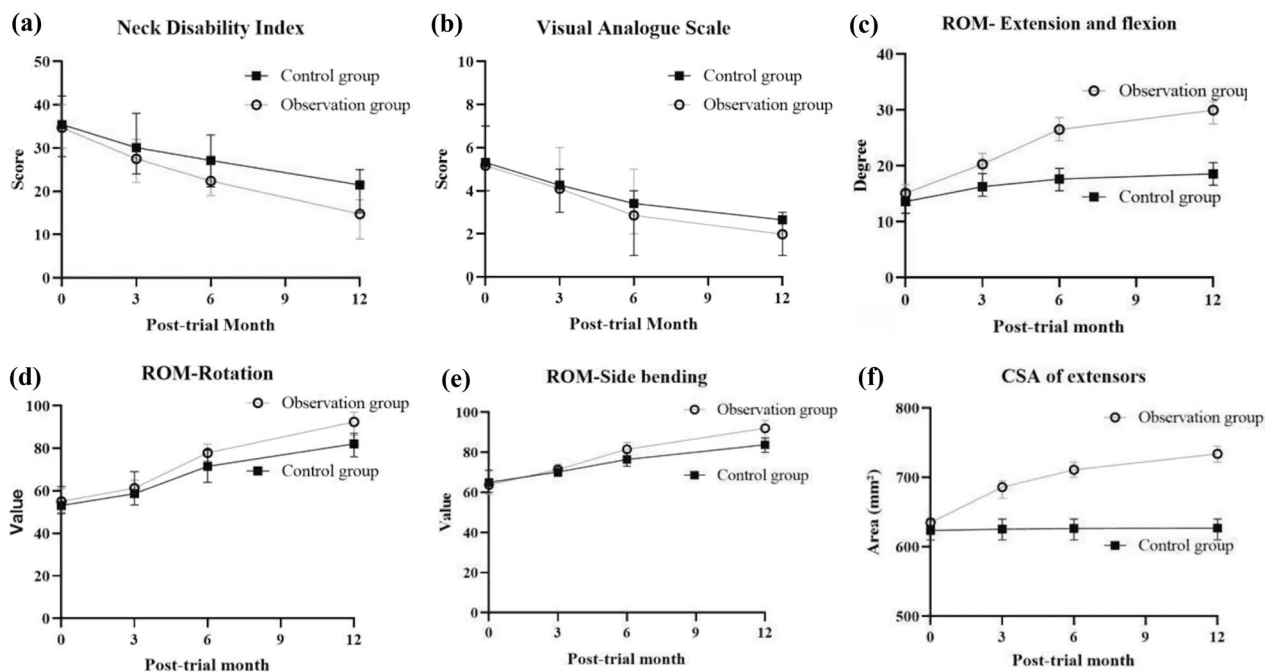 (a)
Neck Disability Index
50
40
30
20
10
0
Score
Control group
Observation group
0 3 6 9 12
Post-trial Month
(b)
Visual Analogue Scale
10
8
6
4
2
0
Score
Control group
Observation group
0 3 6 9 12
Post-trial Month
(c)
ROM- Extension and flexion
40
30
20
10
0
Degree
Observation group
Control group
0 3 6 9 12
Post-trial month
(d)
ROM-Rotation
100
80
60
40
20
0
Value
Observation group
Control group
0 3 6 9 12
Post-trial month
(e)
ROM-Side bending
100
80
60
40
20
0
Value
Observation group
Control group
0 3 6 9 12
Post-trial month
(f)
CSA of extensors
800
700
600
500
Area (mm²)
Observation group
Control group
0 3 6 9 12
Post-trial month